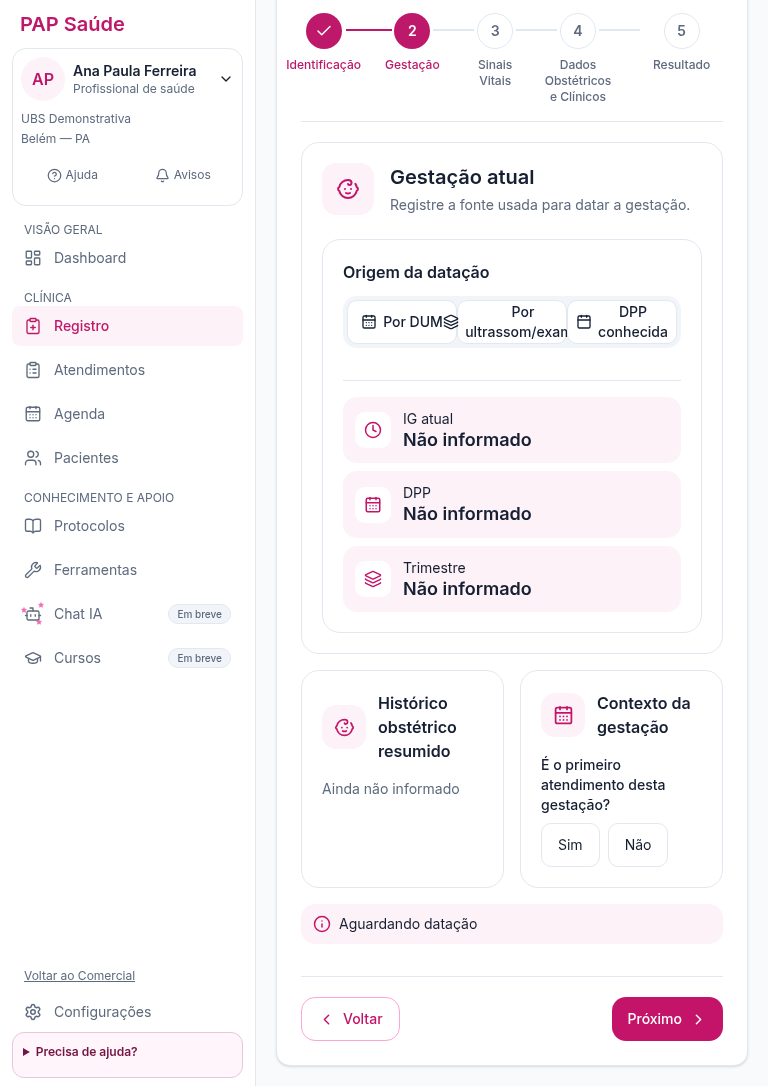 PAP Saúde
AP
Ana Paula Ferreira
Profissional de saúde
UBS Demonstrativa
Belém — PA
Ajuda
Avisos
VISÃO GERAL
Dashboard
CLÍNICA
Registro
Atendimentos
Agenda
Pacientes
CONHECIMENTO E APOIO
Protocolos
Ferramentas
Chat IA
Em breve
Cursos
Em breve
Voltar ao Comercial
Configurações
Precisa de ajuda?
2
3
4
5
Identificação
Gestação
Sinais
Vitais
Dados
Obstétricos
e Clínicos
Resultado
Gestação atual
Registre a fonte usada para datar a gestação.
Origem da datação
Por DUM
Por
ultrassom/exam
DPP
conhecida
IG atual
Não informado
DPP
Não informado
Trimestre
Não informado
Histórico
obstétrico
resumido
Ainda não informado
Contexto da
gestação
É o primeiro
atendimento desta
gestação?
Sim
Não
Aguardando datação
Voltar
Próximo